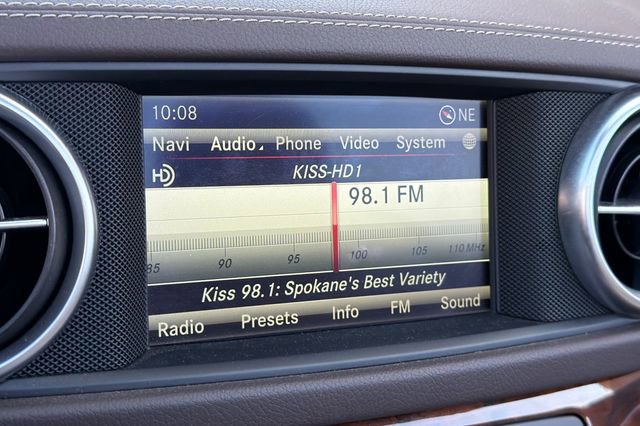 10:08 NE
Navi Audio Phone Video System
HD KISS-HD1
98.1 FM
85 90 95 100 105 110 MHz
Kiss 98.1: Spokane's Best Variety
Radio Presets Info FM Sound